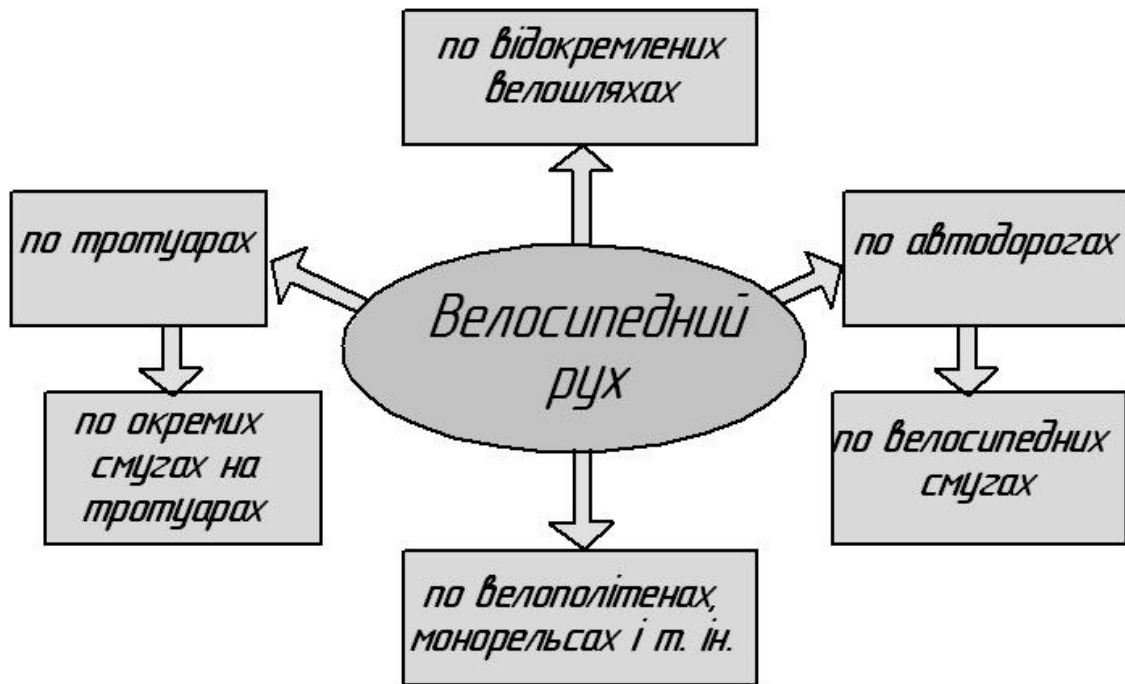 по відокремлених
велошляхах
по тротуарах
по автодорогах
Велосипедний
рух
по окремих
смугах на
тротуарах
по велосипедних
смугах
по велополітенах,
монорельсах і т. ін.